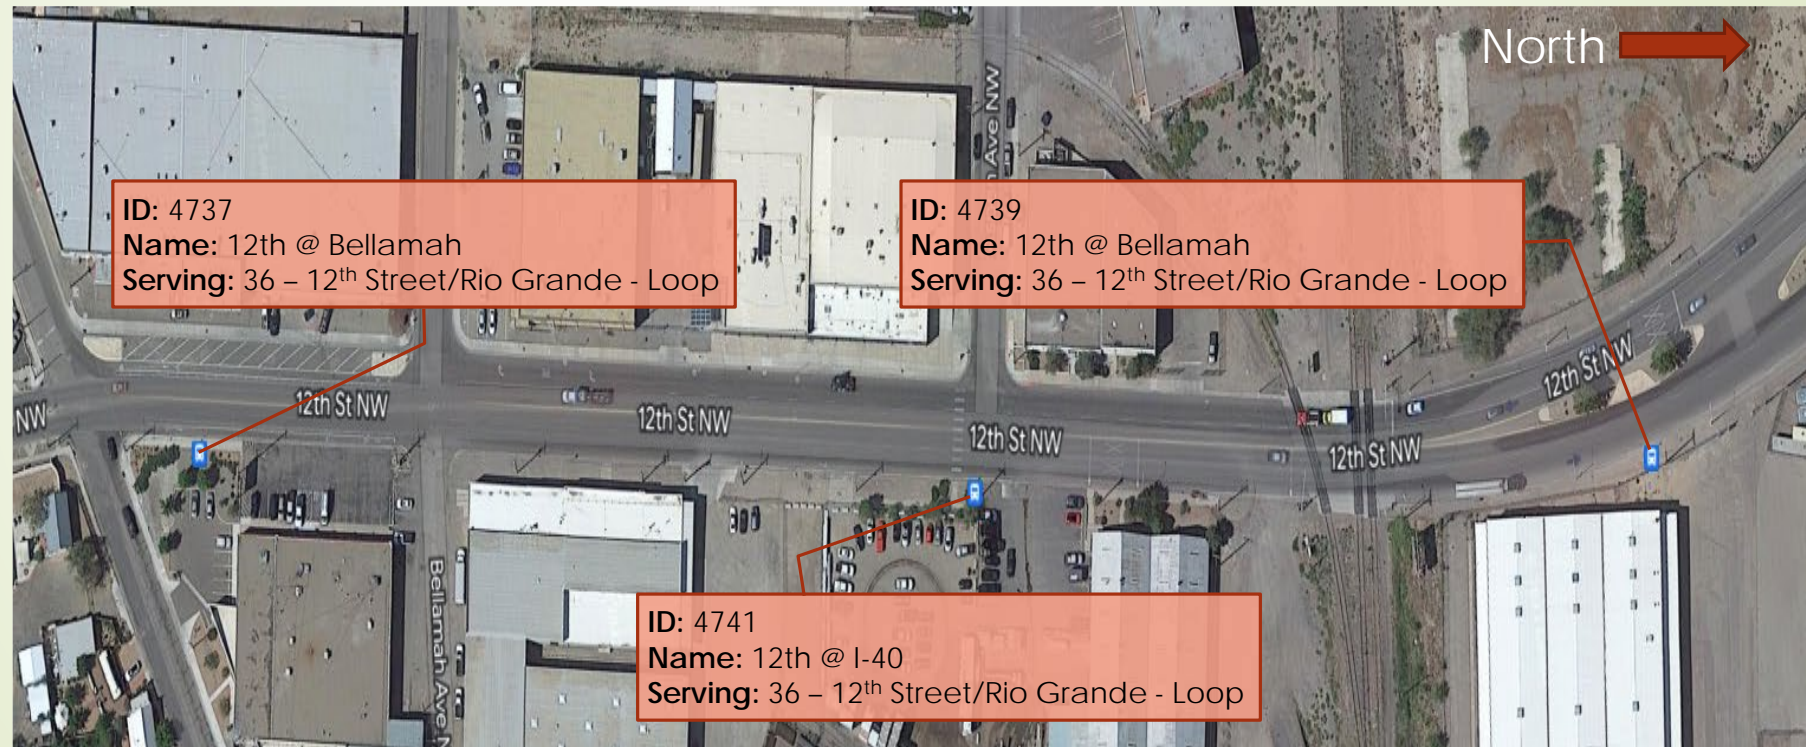 North
ID: 4737
Name: 12th @ Bellamah
Serving: 36 – 12th Street/Rio Grande - Loop
ID: 4739
Name: 12th @ Bellamah
Serving: 36 – 12th Street/Rio Grande - Loop
Ave NW
12th St NW
NW
12th St NW
12th St NW
12th St NW
12th St NW
Bellamah Ave N
ID: 4741
Name: 12th @ I-40
Serving: 36 – 12th Street/Rio Grande - Loop